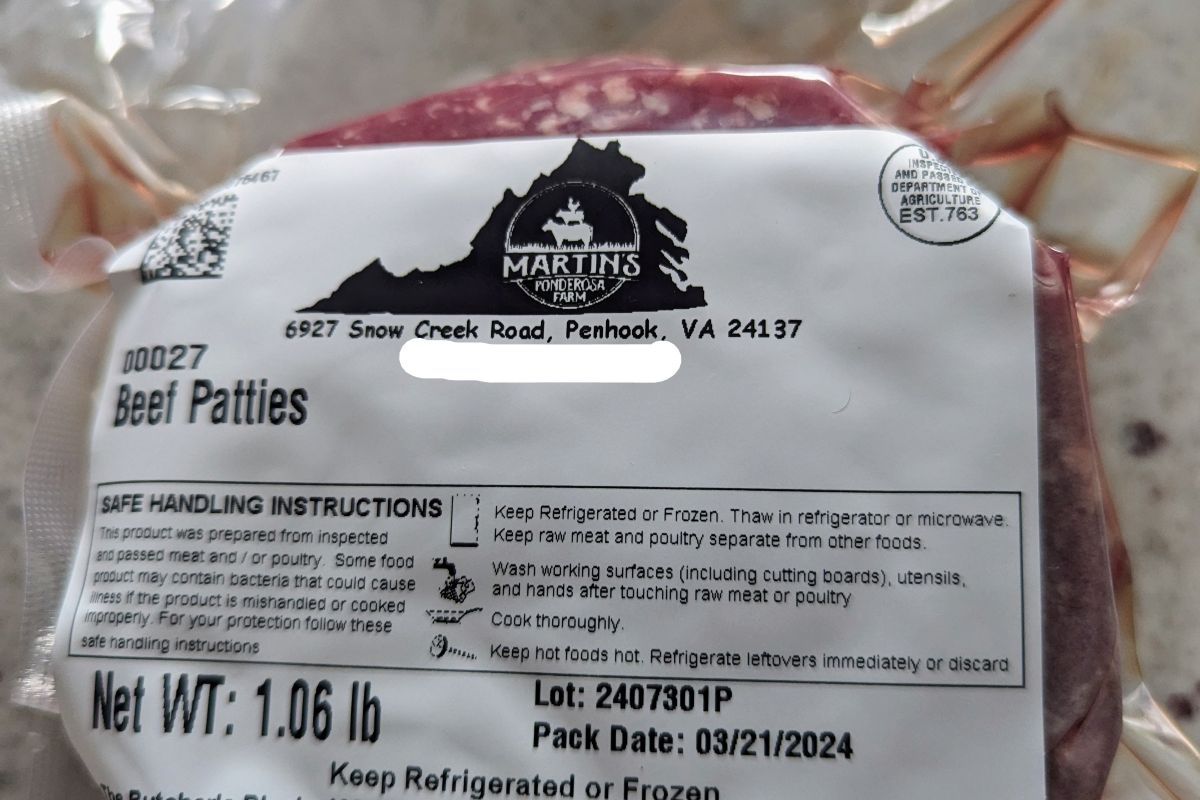 MARTIN'S
PONDEROSA
FARM
INSPECTED
AND PASSED
DEPARTMENT OF
AGRICULTURE
EST.763
6927 Snow Creek Road, Penhook, VA 24137
00027
Beef Patties
SAFE HANDLING INSTRUCTIONS
This product was prepared from inspected
and passed meat and / or poultry. Some food
product may contain bacteria that could cause
illness if the product is mishandled or cooked
improperly. For your protection follow these
safe handling instructions
Keep Refrigerated or Frozen. Thaw in refrigerator or microwave.
Keep raw meat and poultry separate from other foods.
Wash working surfaces (including cutting boards), utensils,
and hands after touching raw meat or poultry
Cook thoroughly.
Keep hot foods hot. Refrigerate leftovers immediately or discard
Net WT: 1.06 lb
Lot: 2407301P
Pack Date: 03/21/2024
Keep Refrigerated or Frozen